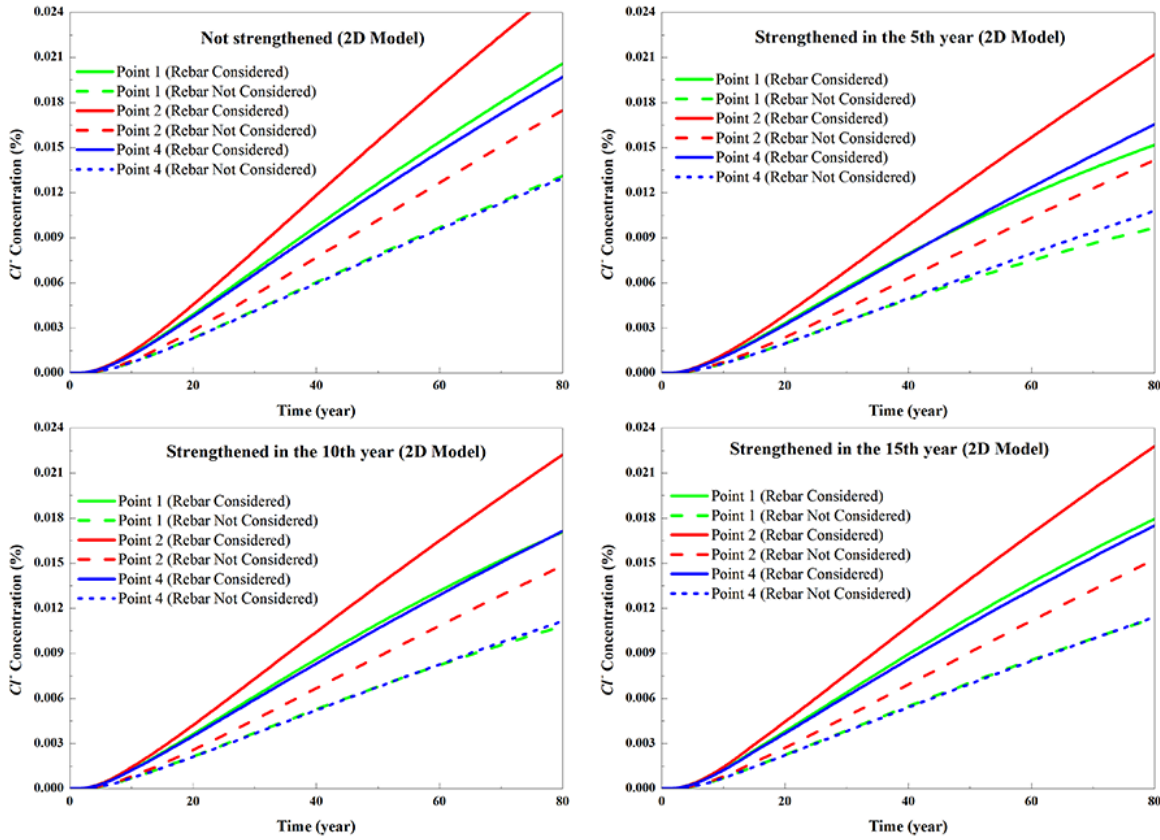 Not strengthened (2D Model)
Point 1 (Rebar Considered)
Point 1 (Rebar Not Considered)
Point 2 (Rebar Considered)
Point 2 (Rebar Not Considered)
Point 4 (Rebar Considered)
Point 4 (Rebar Not Considered)
Cl⁻ Concentration (%)
0.024
0.021
0.018
0.015
0.012
0.009
0.006
0.003
0.000
0 20 40 60 80
Time (year)
Strengthened in the 5th year (2D Model)
Point 1 (Rebar Considered)
Point 1 (Rebar Not Considered)
Point 2 (Rebar Considered)
Point 2 (Rebar Not Considered)
Point 4 (Rebar Considered)
Point 4 (Rebar Not Considered)
Cl⁻ Concentration (%)
0.024
0.021
0.018
0.015
0.012
0.009
0.006
0.003
0.000
0 20 40 60 80
Time (year)
Strengthened in the 10th year (2D Model)
Point 1 (Rebar Considered)
Point 1 (Rebar Not Considered)
Point 2 (Rebar Considered)
Point 2 (Rebar Not Considered)
Point 4 (Rebar Considered)
Point 4 (Rebar Not Considered)
Cl⁻ Concentration (%)
0.024
0.021
0.018
0.015
0.012
0.009
0.006
0.003
0.000
0 20 40 60 80
Time (year)
Strengthened in the 15th year (2D Model)
Point 1 (Rebar Considered)
Point 1 (Rebar Not Considered)
Point 2 (Rebar Considered)
Point 2 (Rebar Not Considered)
Point 4 (Rebar Considered)
Point 4 (Rebar Not Considered)
Cl⁻ Concentration (%)
0.024
0.021
0.018
0.015
0.012
0.009
0.006
0.003
0.000
0 20 40 60 80
Time (year)